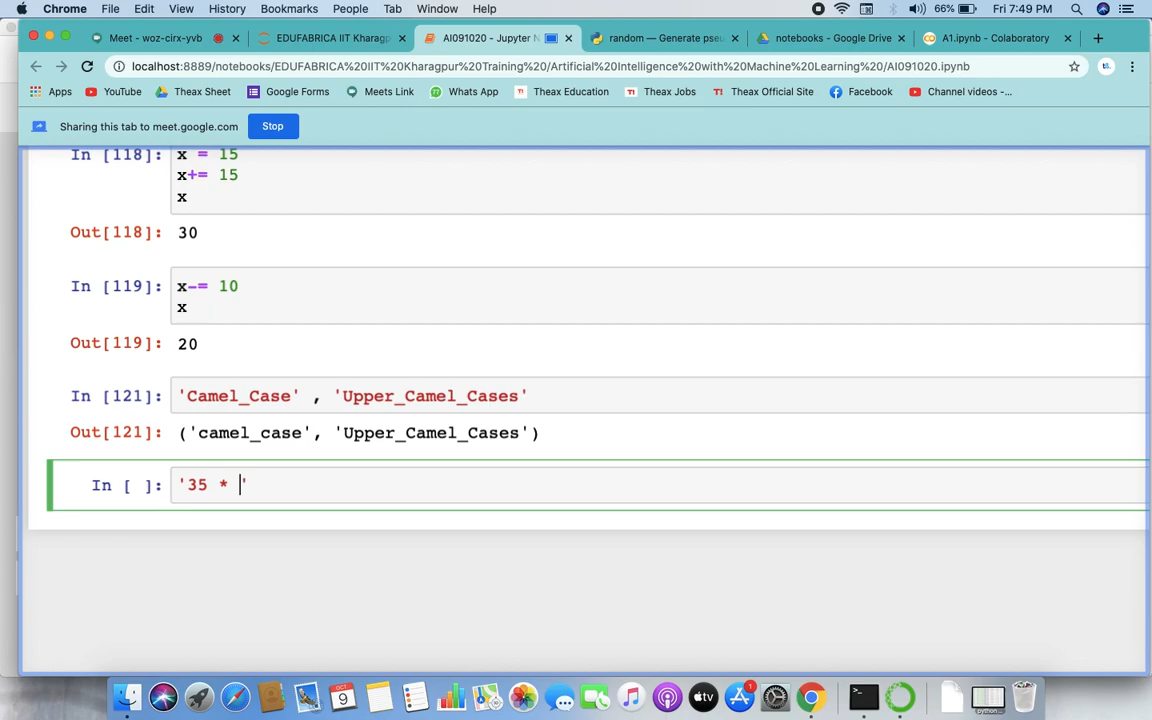 Chrome File Edit View History Bookmarks People Tab Window Help 66% Fri 7:49 PM
Meet - woz-cirx-yvb EDUFABRICA IIT Kharagp AI091020 - Jupyter N random — Generate pseu notebooks - Google Drive A1.ipynb - Colaboratory
localhost:8889/notebooks/EDUFABRICA%20IIT%20Kharagpur%20Training%20/Artificial%20Intelligence%20with%20Machine%20Learning%20/AI091020.ipynb
Apps YouTube Theax Sheet Google Forms Meets Link Whats App Theax Education Theax Jobs Theax Official Site Facebook Channel videos -...
Sharing this tab to meet.google.com Stop
In [118]: x = 15
x+= 15
x
Out[118]: 30
In [119]: x-= 10
x
Out[119]: 20
In [121]: 'Camel_Case' , 'Upper_Camel_Cases'
Out[121]: ('camel_case', 'Upper_Camel_Cases')
In [ ]: '35 * '